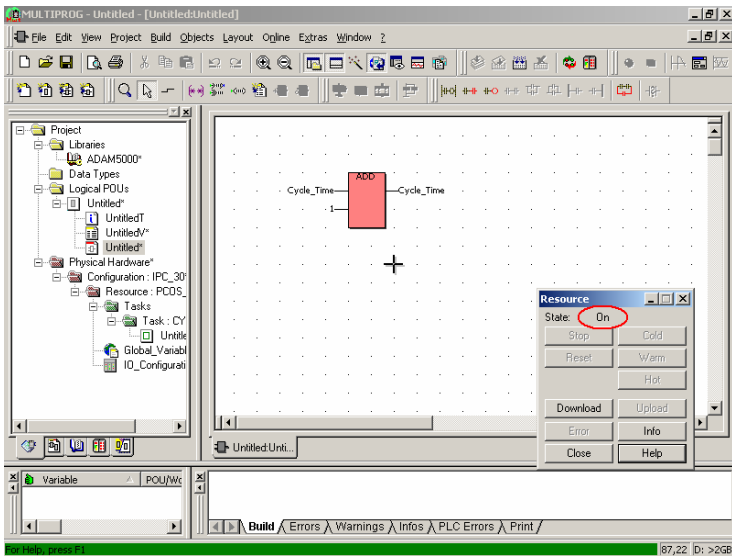 MULTIPROG - Untitled - [Untitled:Untitled]
File Edit View Project Build Objects Layout Online Extras Window ?
Project
Libraries
ADAM5000*
Data Types
Logical POUs
Untitled*
UntitledT
UntitledV*
Untitled*
Physical Hardware*
Configuration : IPC_30
Resource : PCOS_
Tasks
Task : CY
Untitle
Global_Variabl
IO_Configurati
ADD
Cycle_Time
Cycle_Time
1
Resource
State: On
Stop Cold
Reset Warm
Hot
Download Upload
Error Info
Close Help
Untitled:Unti...
Variable POU/Wo
Build Errors Warnings Infos PLC Errors Print
For Help, press F1
87,22 D: >2GB